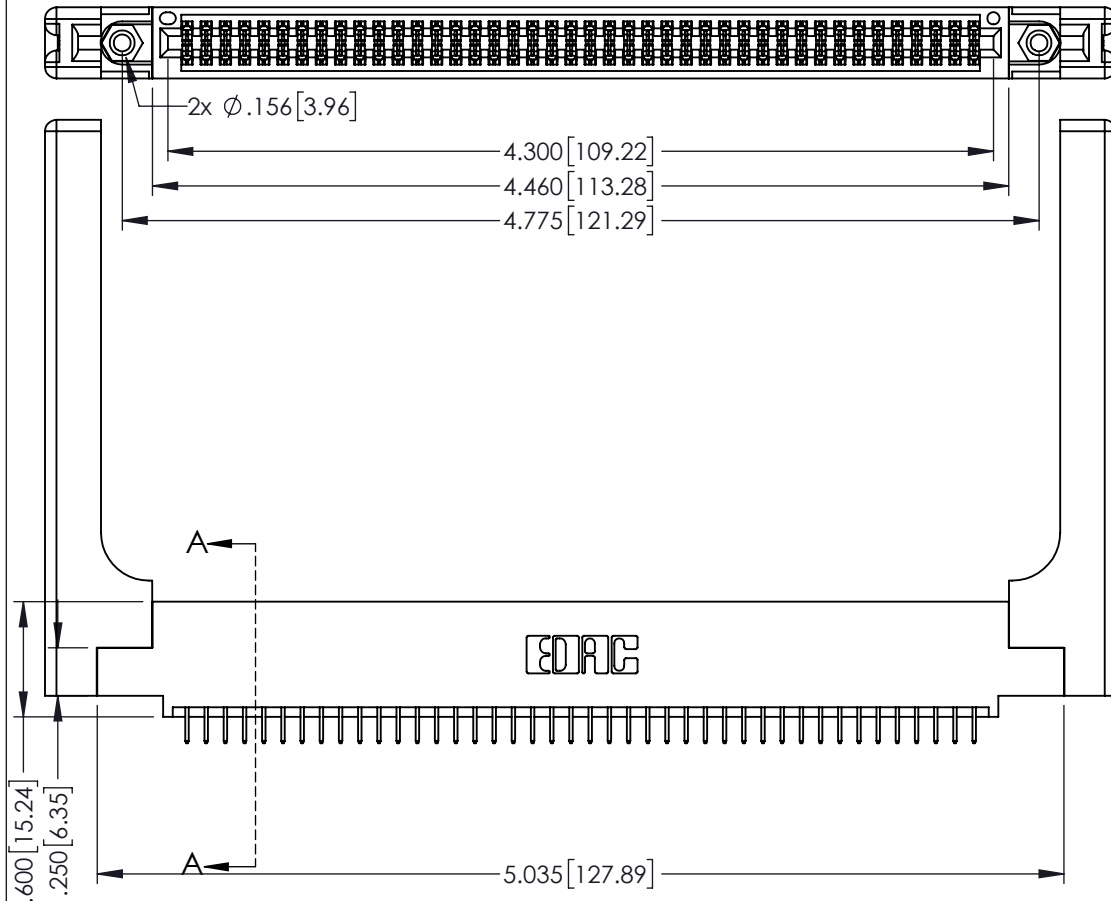 2x ∅ .156[3.96]
4.300[109.22]
4.460[113.28]
4.775[121.29]
A
EDAC
.600[15.24]
.250[6.35]
A
5.035[127.89]